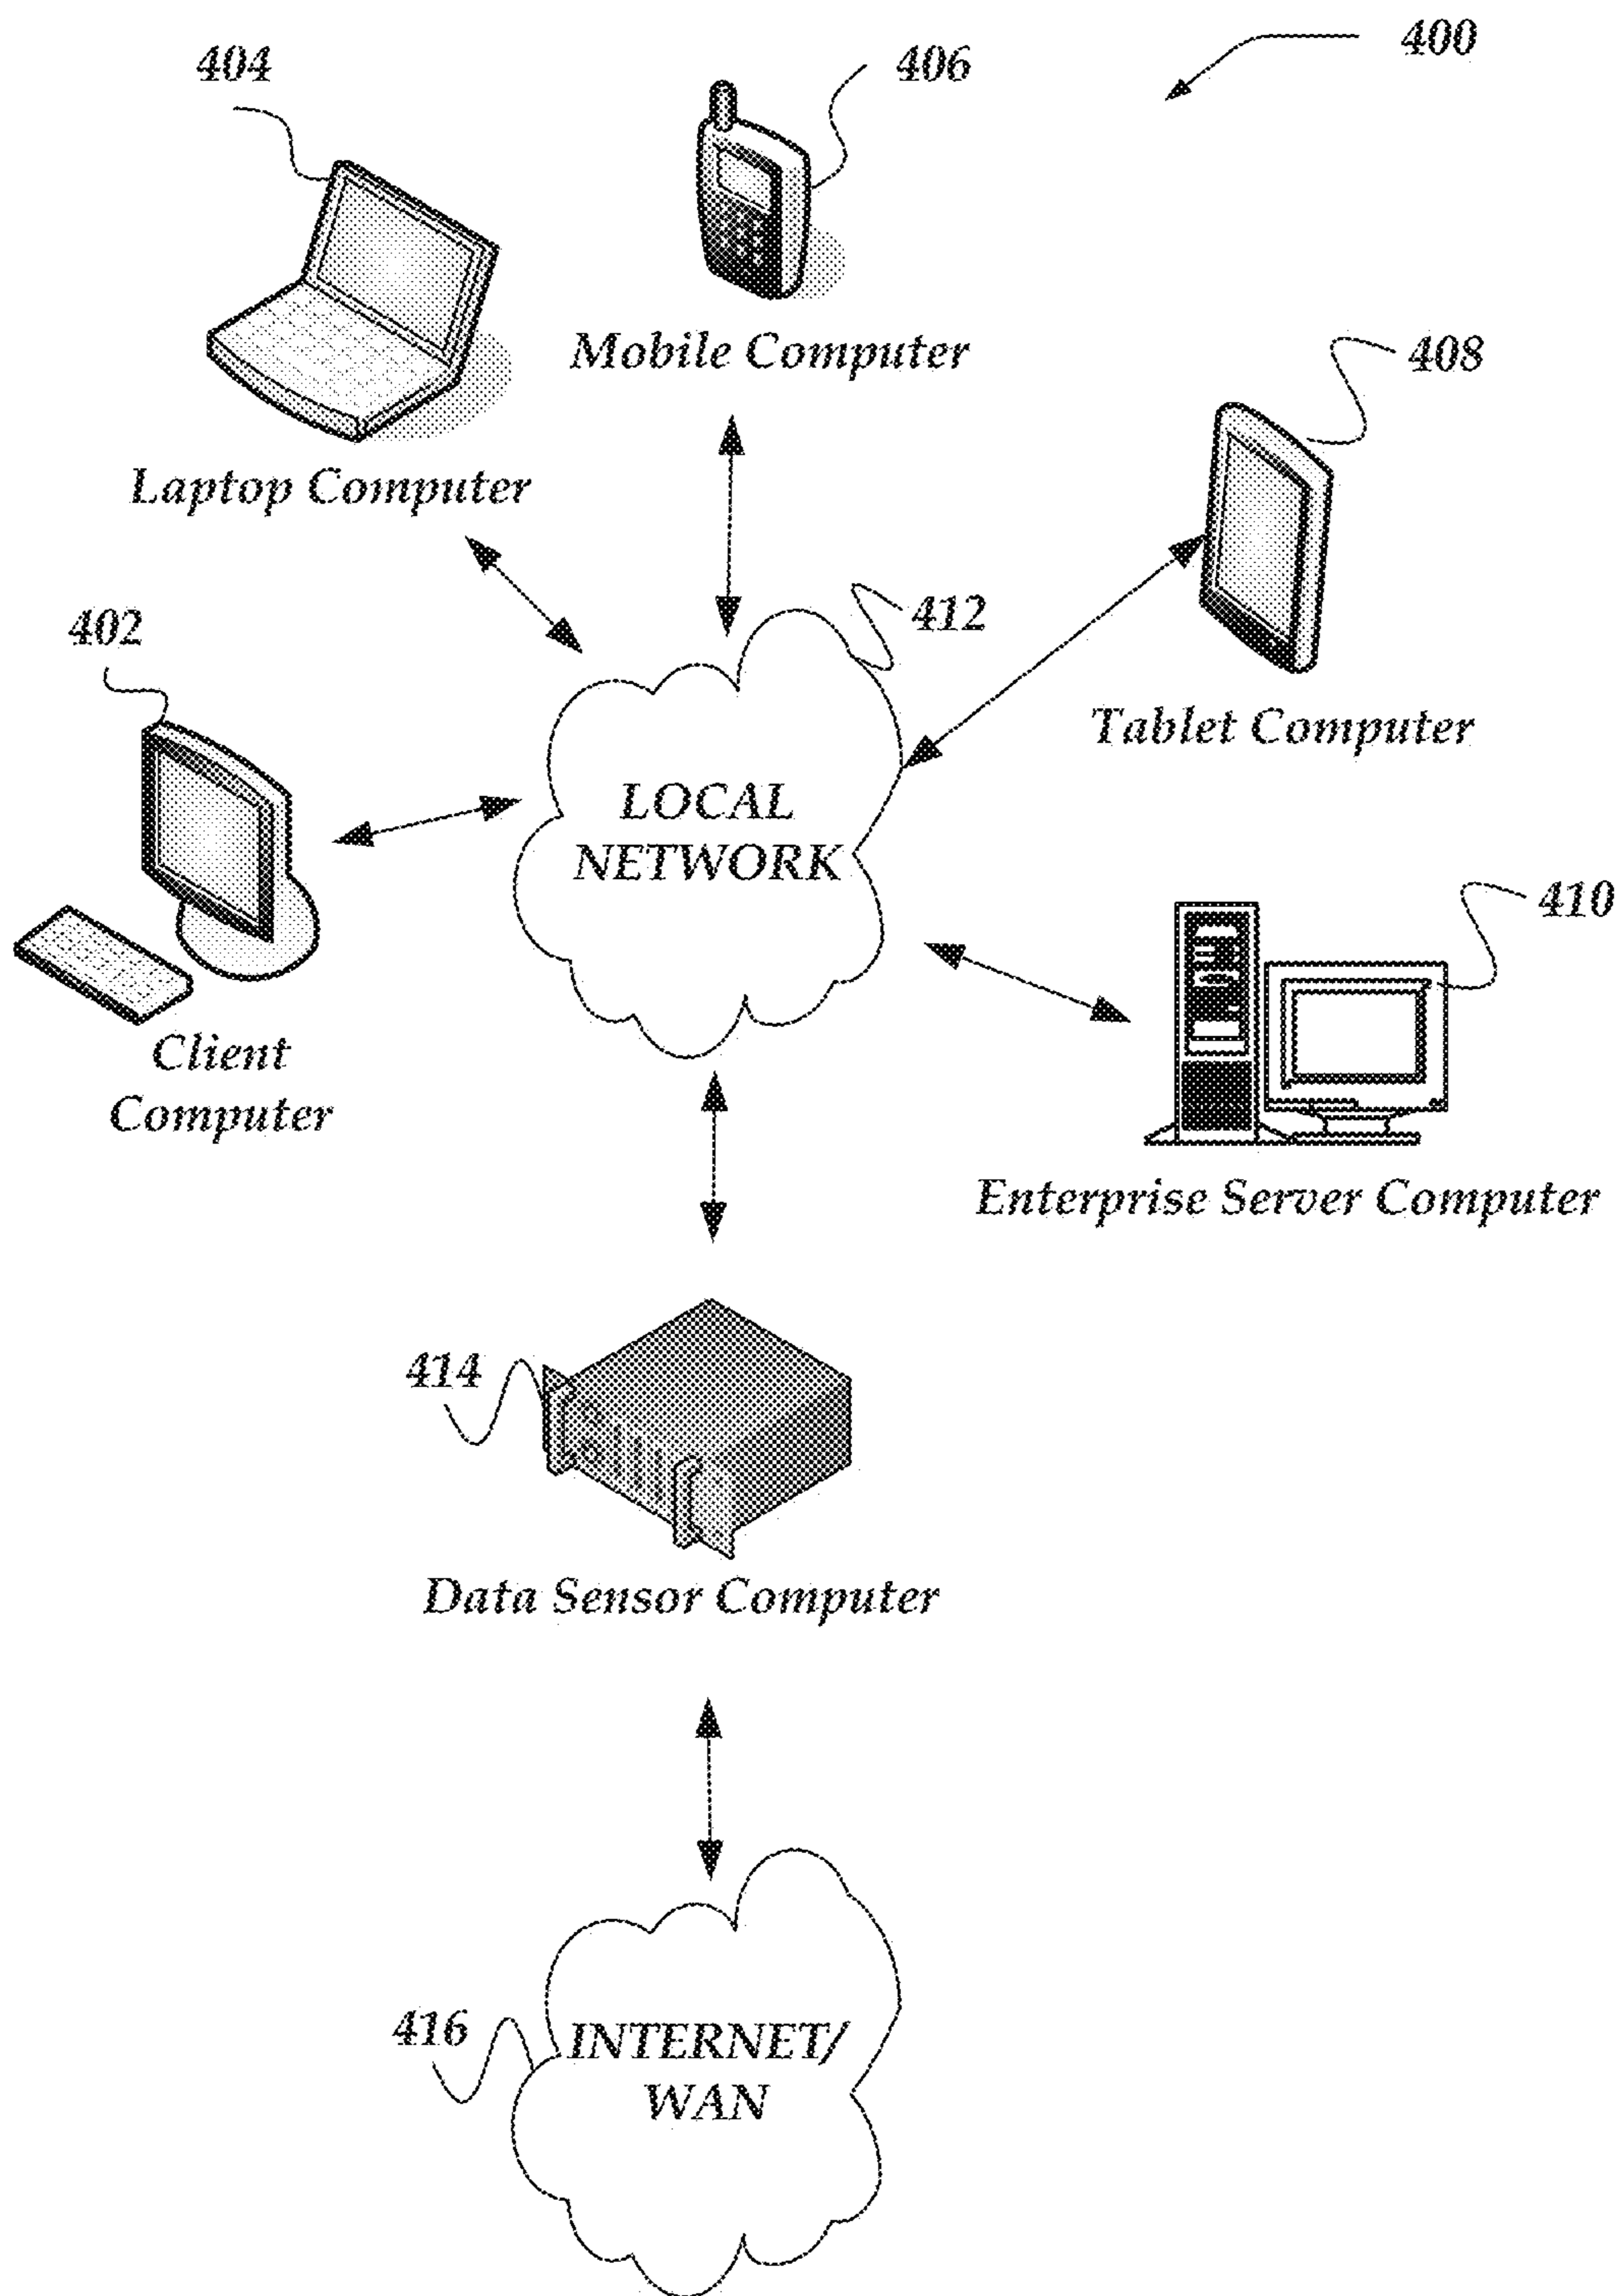 400
404
406
Mobile Computer
408
Laptop Computer
412
402
Tablet Computer
LOCAL
NETWORK
410
Client
Computer
Enterprise Server Computer
414
Data Sensor Computer
416
INTERNET/
WAN